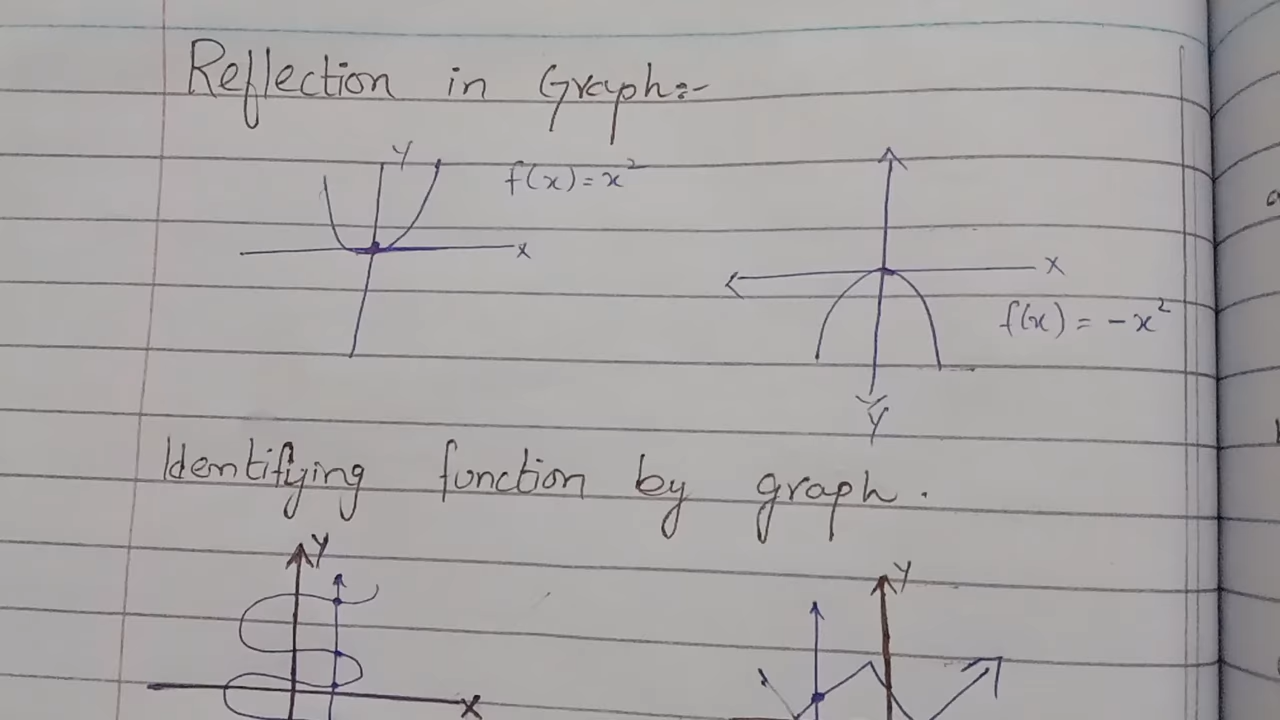 Reflection in Graph:-
Y
f(x) = x²
X
X
f(x) = -x²
Y
Identifying function by graph.
Y
Y
X